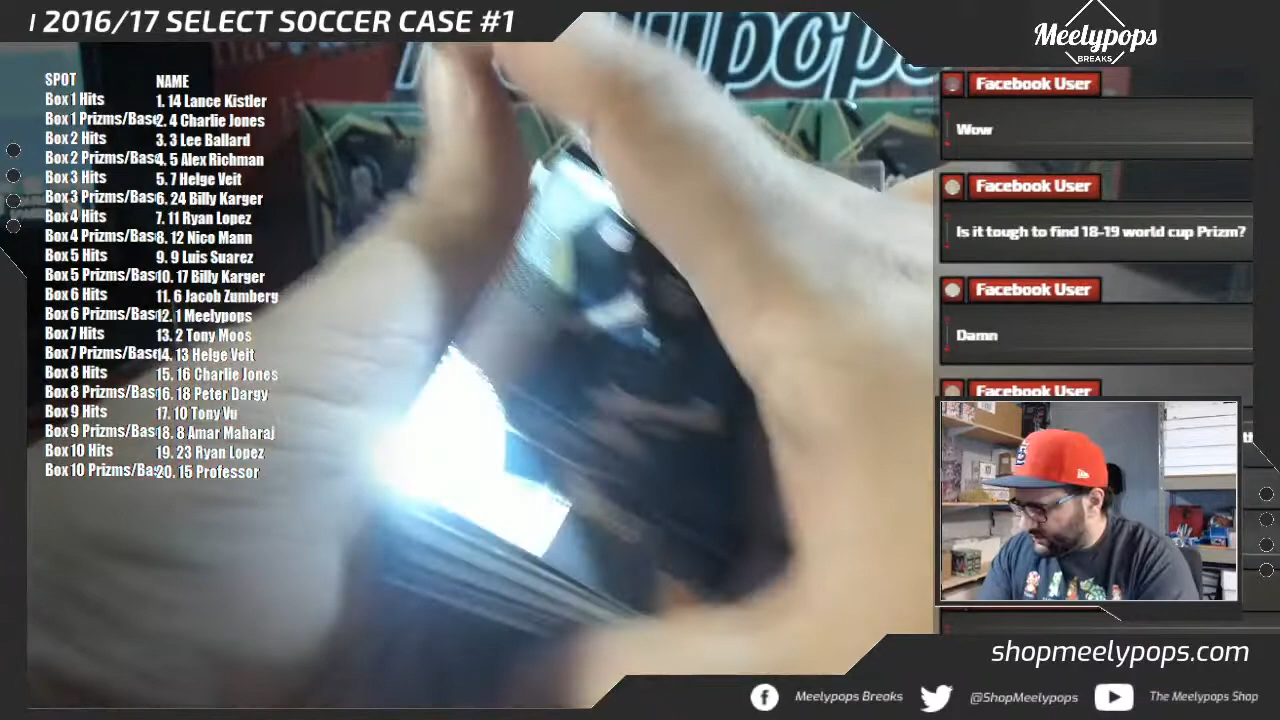 2016/17 SELECT SOCCER CASE #1
Meelypops
BREAKS
SPOT NAME
Box 1 Hits 1. 14 Lance Kistler
Box 1 Prizms/Base 2. 4 Charlie Jones
Box 2 Hits 3. 3 Lee Ballard
Box 2 Prizms/Base 4. 5 Alex Richman
Box 3 Hits 5. 7 Helge Veit
Box 3 Prizms/Bas 6. 24 Billy Karger
Box 4 Hits 7. 11 Ryan Lopez
Box 4 Prizms/Bas 8. 12 Nico Mann
Box 5 Hits 9. 9 Luis Suarez
Box 5 Prizms/Bas 10. 17 Billy Karger
Box 6 Hits 11. 6 Jacob Zumberg
Box 6 Prizms/Bas 12. 1 Meelypops
Box 7 Hits 13. 2 Tony Moos
Box 7 Prizms/Base 14. 13 Helge Veit
Box 8 Hits 15. 16 Charlie Jones
Box 8 Prizms/Bas 16. 18 Peter Dargy
Box 9 Hits 17. 10 Tony Vu
Box 9 Prizms/Bas 18. 8 Amar Maharaj
Box 10 Hits 19. 23 Ryan Lopez
Box 10 Prizms/Ba 20. 15 Professor
Facebook User
Wow
Facebook User
Is it tough to find 18-19 world cup Prizm?
Facebook User
Damn
Facebook User
shopmeelypops.com
Meelypops Breaks
@ShopMeelypops
The Meelypops Shop